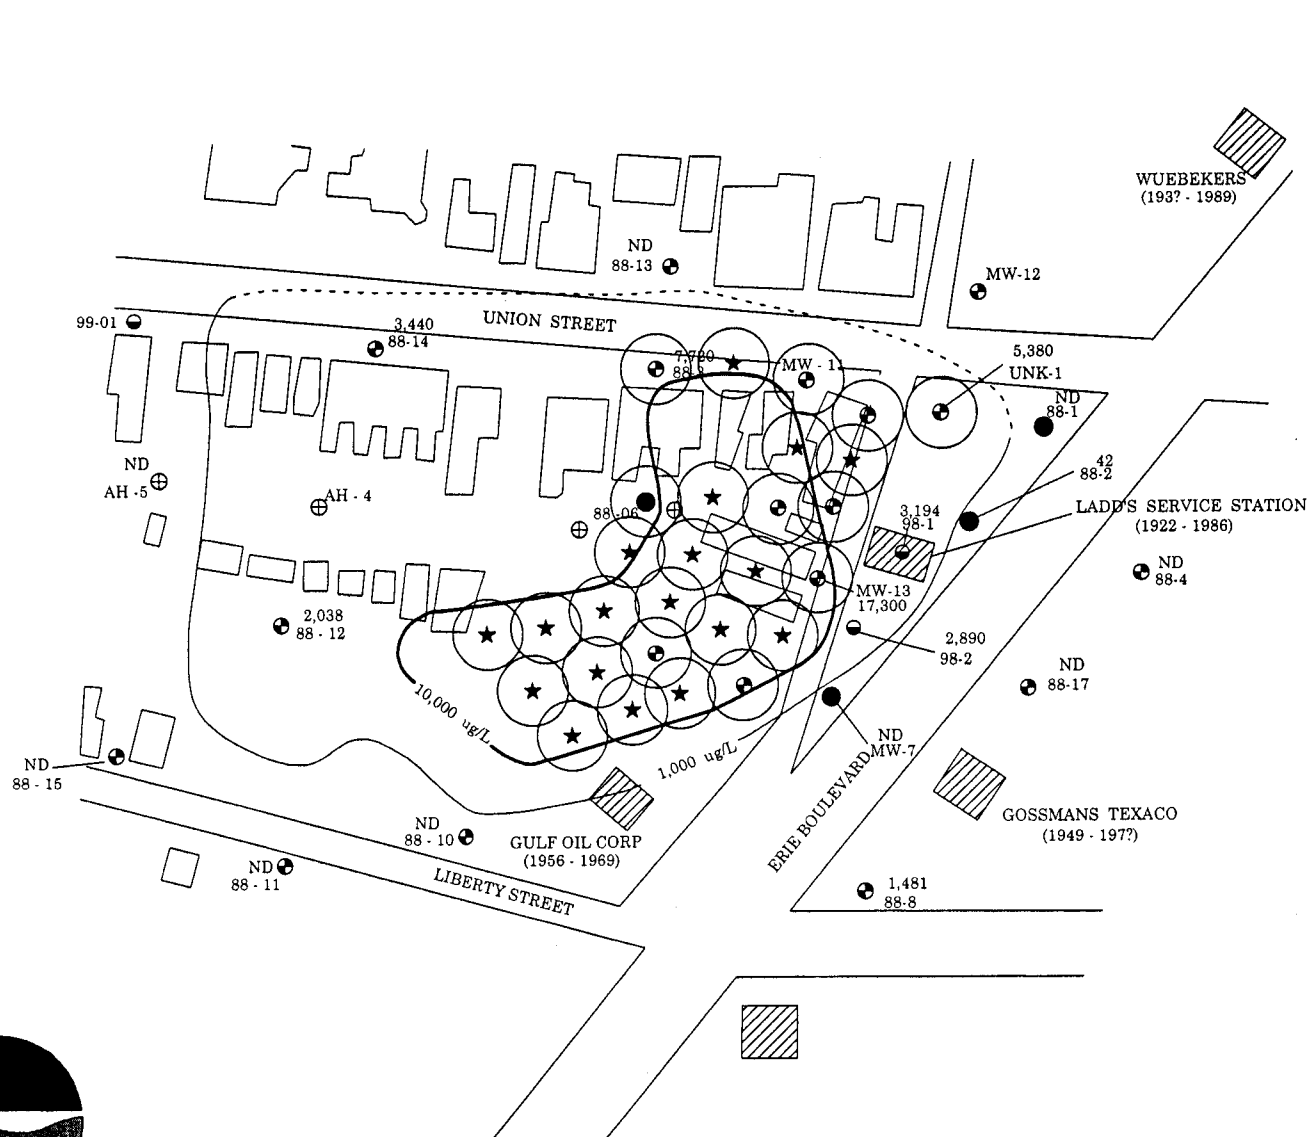 WUEBEKERS
(193? - 1989)
ND
88-13
MW-12
99-01
3,440
88-14
UNION STREET
7,720
MW - 11
5,380
UNK-1
ND
88-1
ND
AH -5
AH - 4
88 -06
42
88-2
3,194
98-1
LADD'S SERVICE STATION
(1922 - 1986)
ND
88-4
MW-13
17,300
2,038
88 - 12
2,890
98-2
ND
88-17
10,000 ug/L
1,000 ug/L
ND
MW-7
ND
88 - 15
ERIE BOULEVARD
GOSSMANS TEXACO
(1949 - 197?)
ND
88 - 10
GULF OIL CORP
(1956 - 1969)
ND
88 - 11
LIBERTY STREET
1,481
88-8